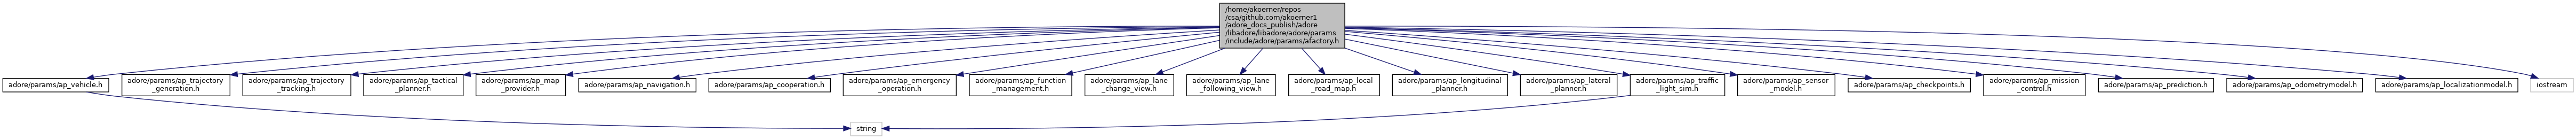 /home/akoerner/repos
/csa/github.com/akoerner1
/adore_docs_publish/adore
/libadore/libadore/adore/params
/include/adore/params/afactory.h
adore/params/ap_vehicle.h
adore/params/ap_trajectory
_generation.h
adore/params/ap_trajectory
_tracking.h
adore/params/ap_tactical
_planner.h
adore/params/ap_map
_provider.h
adore/params/ap_navigation.h
adore/params/ap_cooperation.h
adore/params/ap_emergency
_operation.h
adore/params/ap_function
_management.h
adore/params/ap_lane
_change_view.h
adore/params/ap_lane
_following_view.h
adore/params/ap_local
_road_map.h
adore/params/ap_longitudinal
_planner.h
adore/params/ap_lateral
_planner.h
adore/params/ap_traffic
_light_sim.h
adore/params/ap_sensor
_model.h
adore/params/ap_checkpoints.h
adore/params/ap_mission
_control.h
adore/params/ap_prediction.h
adore/params/ap_odometrymodel.h
adore/params/ap_localizationmodel.h
iostream
string